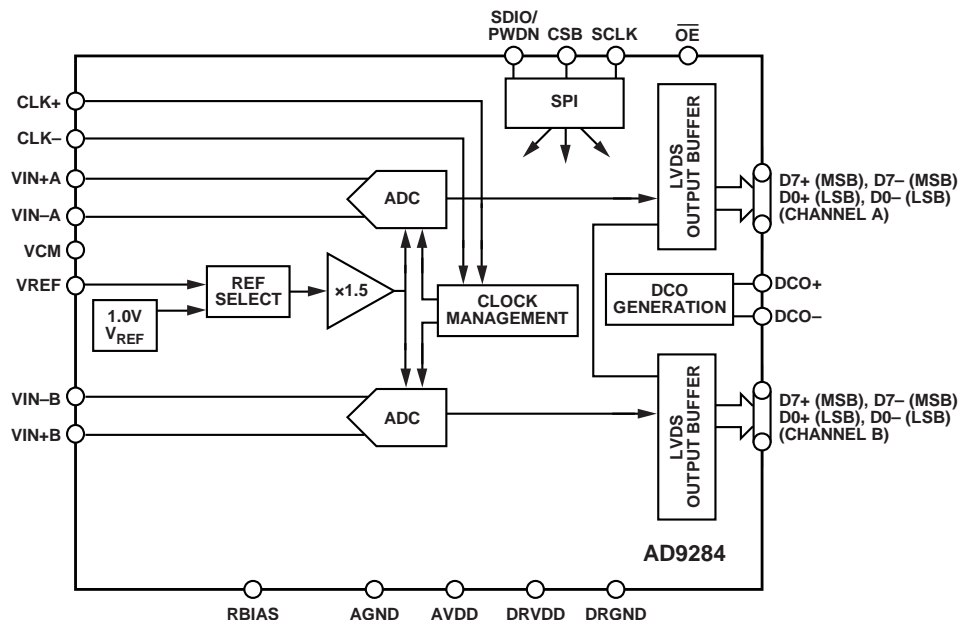 SDIO/
PWDN
CSB
SCLK
OE
CLK+
CLK–
VIN+A
VIN–A
VCM
VREF
VIN–B
VIN+B
SPI
ADC
REF
SELECT
×1.5
1.0V
VREF
CLOCK
MANAGEMENT
ADC
LVDS
OUTPUT BUFFER
DCO
GENERATION
LVDS
OUTPUT BUFFER
D7+ (MSB), D7– (MSB)
D0+ (LSB), D0– (LSB)
(CHANNEL A)
DCO+
DCO–
D7+ (MSB), D7– (MSB)
D0+ (LSB), D0– (LSB)
(CHANNEL B)
AD9284
RBIAS
AGND
AVDD
DRVDD
DRGND